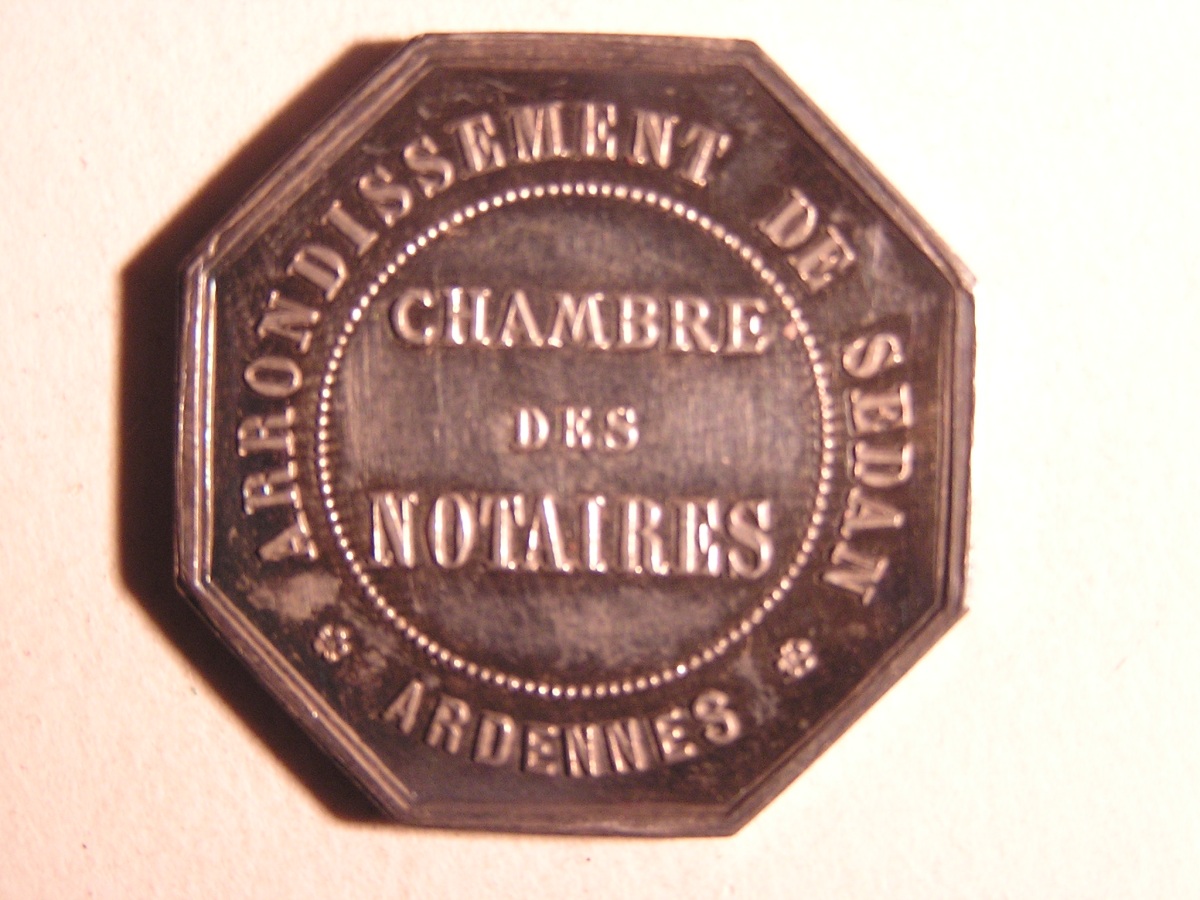 ARRONDISSEMENT DE SEDAN
CHAMBRE
DES
NOTAIRES
ARDENNES